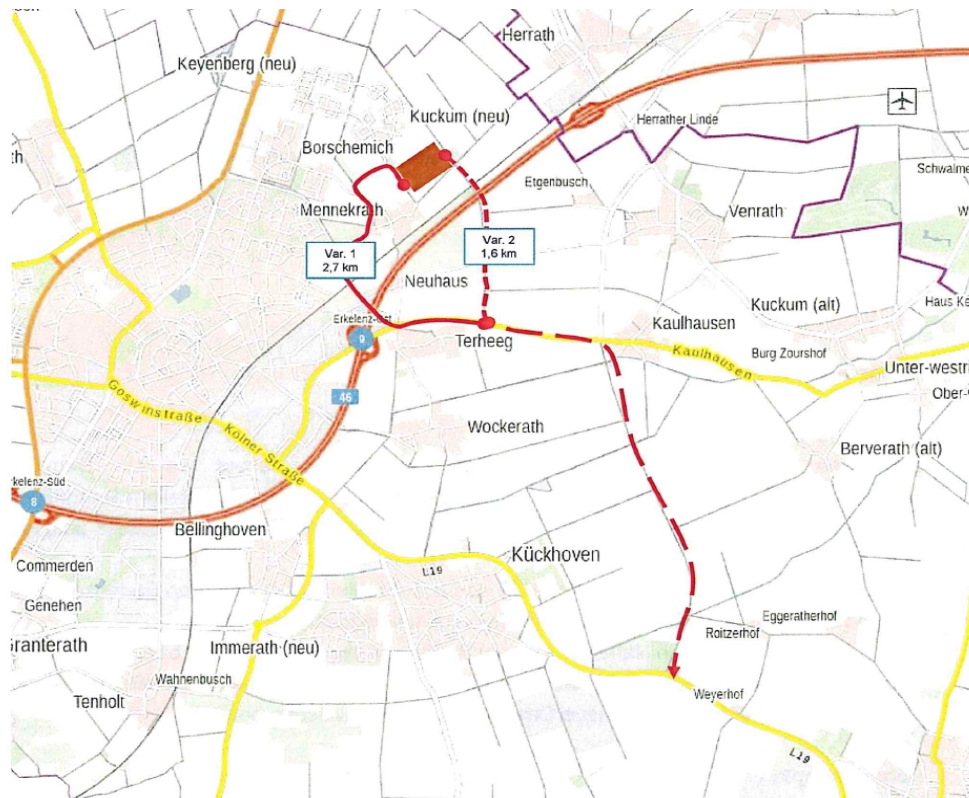 Herrath
Keyenberg (neu)
Kuckum (neu)
Herrather Linde
Borschemich
Etgenbusch
Mennekrath
Venrath
Var. 1
2,7 km
Var. 2
1,6 km
Neuhaus
Kuckum (alt)
Haus Ke
Erkelenz-Ost
9
Terheeg
Kaulhausen
Kaulhausen
Burg Zourshof
Unter-westri
Ober-
46
Goswinstraße
Kölner Straße
Wockerath
Berverath (alt)
rkelenz-Süd
8
Bellinghoven
Commerden
L19
Kückhoven
Genehen
Eggeratherhof
Roitzerhof
Granterath
Immerath (neu)
Wahnenbusch
Tenholt
Weyerhof
L19
Schwalme